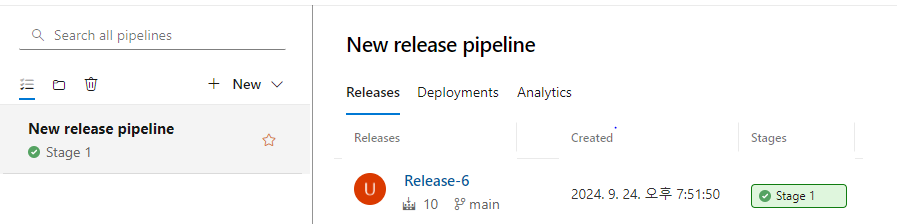 Search all pipelines
New
New release pipeline
Stage 1
New release pipeline
Releases Deployments Analytics
Releases Created Stages
U Release-6 2024. 9. 24. 오후 7:51:50 Stage 1
10 main